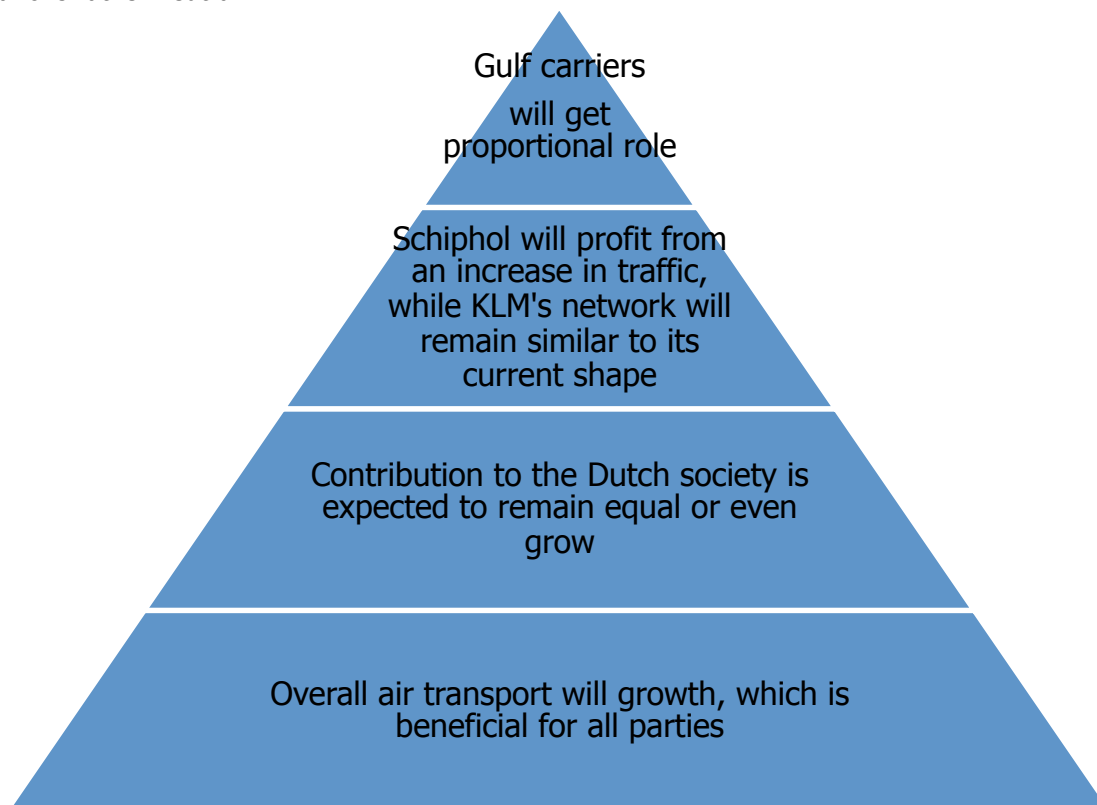 Gulf carriers
will get
proportional role
Schiphol will profit from
an increase in traffic,
while KLM's network will
remain similar to its
current shape
Contribution to the Dutch society is
expected to remain equal or even
grow
Overall air transport will growth, which is
beneficial for all parties